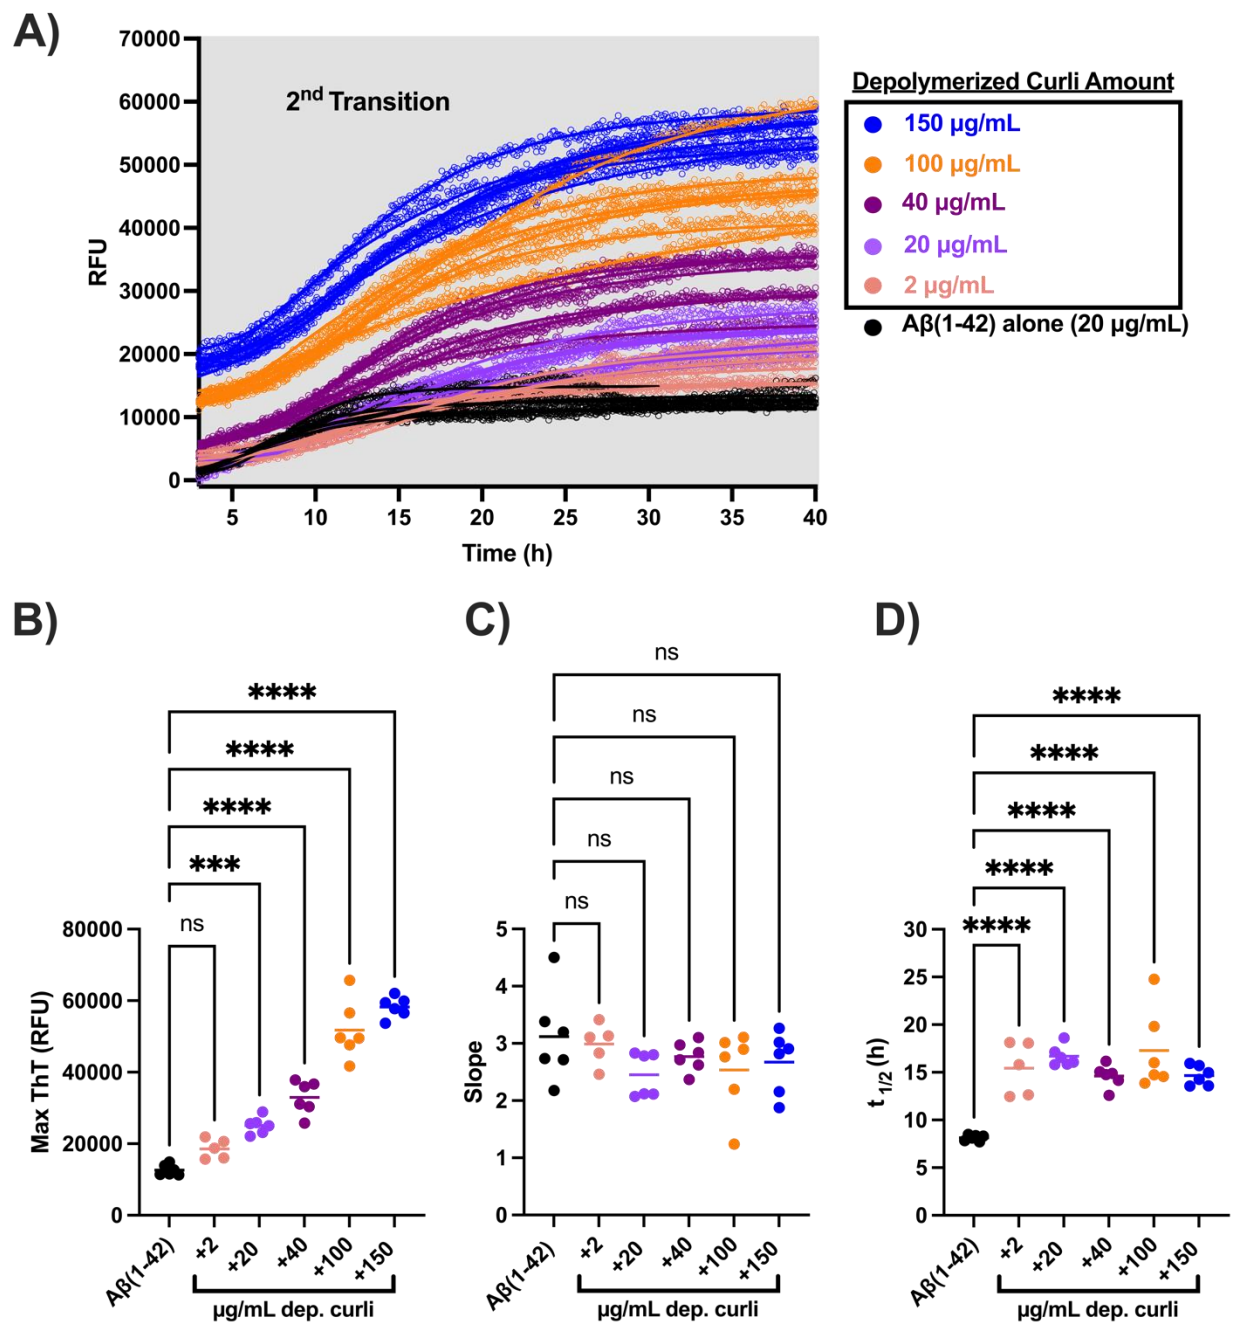 A)
70000
60000
50000
40000
30000
20000
10000
0
RFU
2nd Transition
5 10 15 20 25 30 35 40
Time (h)
Depolymerized Curli Amount
150 µg/mL
100 µg/mL
40 µg/mL
20 µg/mL
2 µg/mL
Aβ(1-42) alone (20 µg/mL)
B)
****
****
****
***
ns
80000
60000
40000
20000
0
Max ThT (RFU)
Aβ(1-42) +2 +20 +40 +100 +150
µg/mL dep. curli
C)
ns
ns
ns
ns
ns
5
4
3
2
1
0
Slope
Aβ(1-42) +2 +20 +40 +100 +150
µg/mL dep. curli
D)
****
****
****
****
****
30
25
20
15
10
5
0
t 1/2 (h)
Aβ(1-42) +2 +20 +40 +100 +150
µg/mL dep. curli